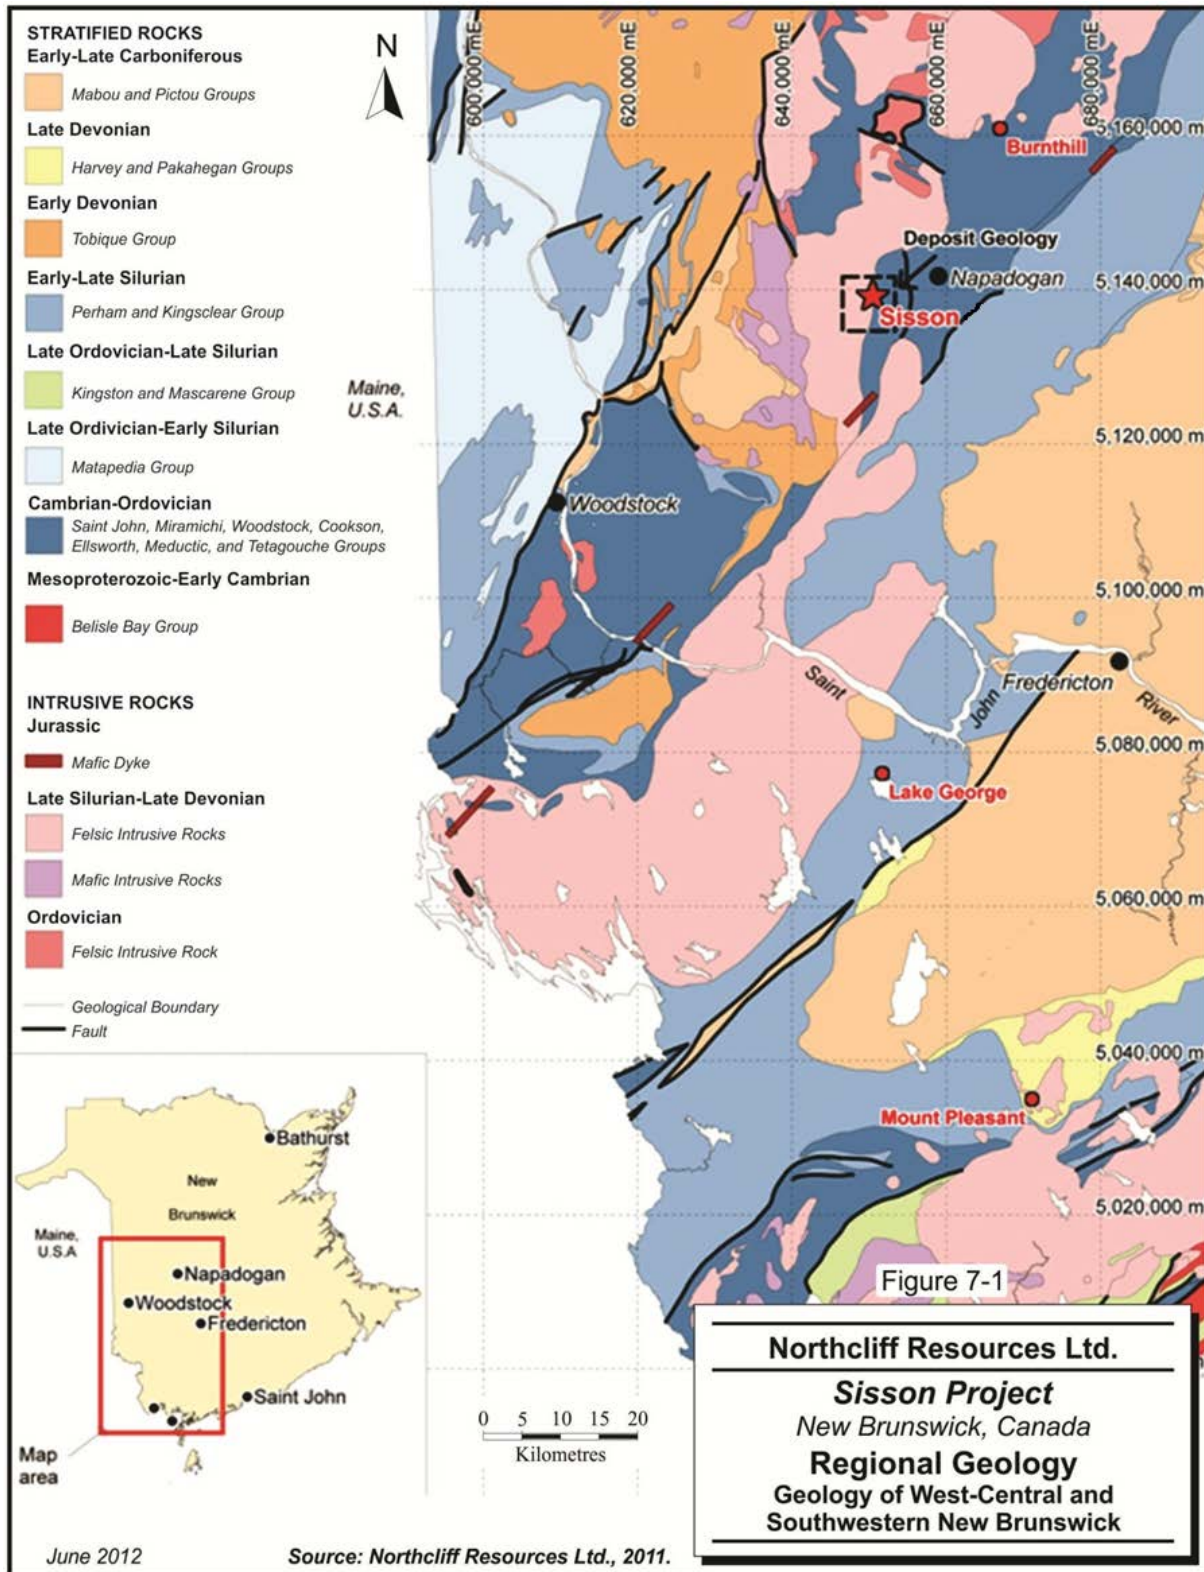 STRATIFIED ROCKS
Early-Late Carboniferous
Mabou and Pictou Groups
Late Devonian
Harvey and Pakahegan Groups
Early Devonian
Tobique Group
Early-Late Silurian
Perham and Kingsclear Group
Late Ordovician-Late Silurian
Kingston and Mascarene Group
Late Ordivician-Early Silurian
Matapedia Group
Cambrian-Ordovician
Saint John, Miramichi, Woodstock, Cookson,
Ellsworth, Meductic, and Tetagouche Groups
Mesoproterozoic-Early Cambrian
Belisle Bay Group
INTRUSIVE ROCKS
Jurassic
Mafic Dyke
Late Silurian-Late Devonian
Felsic Intrusive Rocks
Mafic Intrusive Rocks
Ordovician
Felsic Intrusive Rock
Geological Boundary
Fault
N
600,000 mE
620,000 mE
640,000 mE
660,000 mE
680,000 mE
5,160,000 m
Burnthill
Deposit Geology
Napadogan
5,140,000 m
Sisson
Maine,
U.S.A.
5,120,000 m
Woodstock
5,100,000 m
Saint
John
Fredericton
River
5,080,000 m
Lake George
5,060,000 m
5,040,000 m
Mount Pleasant
5,020,000 m
Bathurst
New
Brunswick
Maine,
U.S.A
Napadogan
Woodstock
Fredericton
Saint John
Map
area
0 5 10 15 20
Kilometres
Figure 7-1
Northcliff Resources Ltd.
Sisson Project
New Brunswick, Canada
Regional Geology
Geology of West-Central and
Southwestern New Brunswick
June 2012
Source: Northcliff Resources Ltd., 2011.